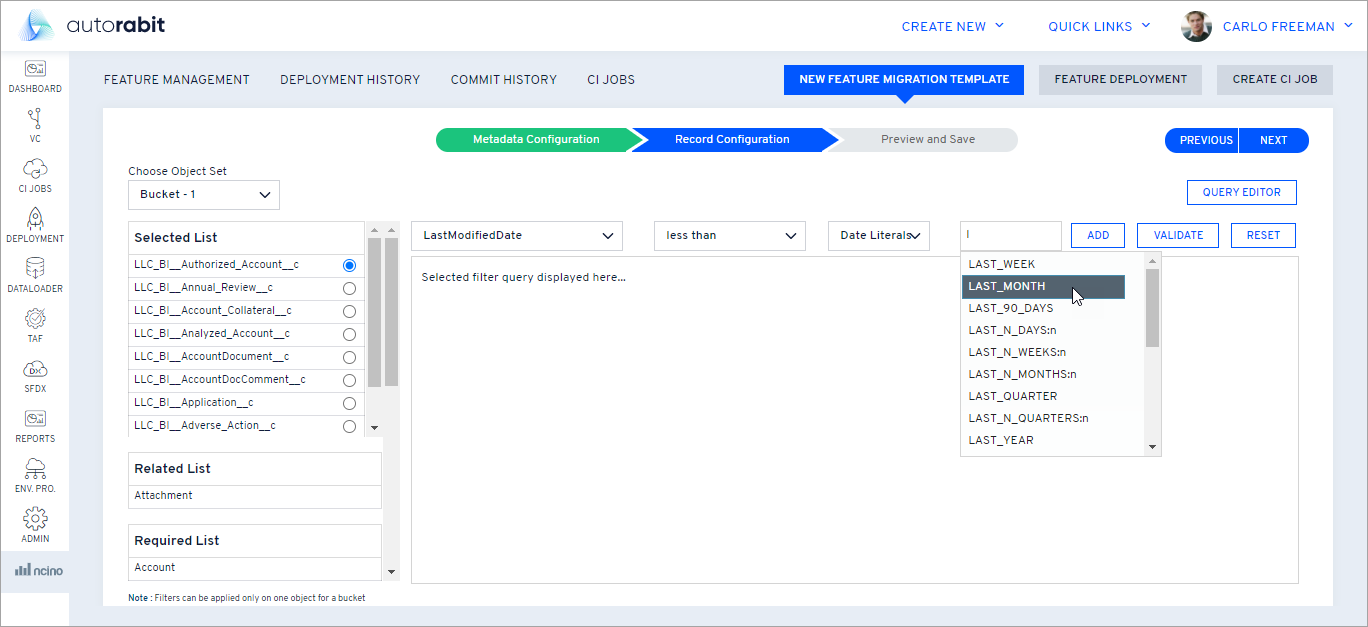 autorabit
CREATE NEW
QUICK LINKS
CARLO FREEMAN
DASHBOARD
VC
CI JOBS
DEPLOYMENT
DATALOADER
TAF
DX
SFDX
REPORTS
ENV. PRO.
ADMIN
ncino
FEATURE MANAGEMENT
DEPLOYMENT HISTORY
COMMIT HISTORY
CI JOBS
NEW FEATURE MIGRATION TEMPLATE
FEATURE DEPLOYMENT
CREATE CI JOB
Metadata Configuration
Record Configuration
Preview and Save
PREVIOUS
NEXT
Choose Object Set
Bucket - 1
QUERY EDITOR
Selected List
LLC_BI__Authorized_Account__c
LLC_BI__Annual_Review__c
LLC_BI__Account_Collateral__c
LLC_BI__Analyzed_Account__c
LLC_BI__AccountDocument__c
LLC_BI__AccountDocComment__c
LLC_BI__Application__c
LLC_BI__Adverse_Action__c
Related List
Attachment
Required List
Account
Note : Filters can be applied only on one object for a bucket
LastModifiedDate
less than
Date Literals
l
ADD
VALIDATE
RESET
Selected filter query displayed here...
LAST_WEEK
LAST_MONTH
LAST_90_DAYS
LAST_N_DAYS:n
LAST_N_WEEKS:n
LAST_N_MONTHS:n
LAST_QUARTER
LAST_N_QUARTERS:n
LAST_YEAR